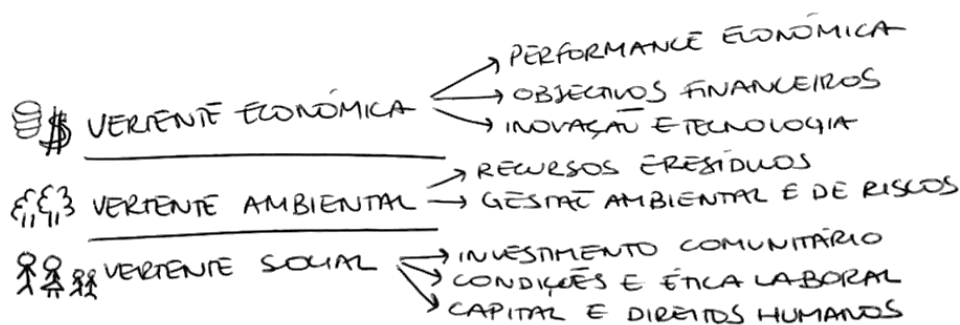 PERFORMANCE ECONÓMICA
OBJECTIVOS FINANCEIROS
$ VERTENTE ECONÓMICA
INOVAÇÃO E TECNOLOGIA
RECURSOS E RESÍDUOS
VERTENTE AMBIENTAL
GESTÃO AMBIENTAL E DE RISCOS
VERTENTE SOCIAL
INVESTIMENTO COMUNITÁRIO
CONDIÇÕES E ÉTICA LABORAL
CAPITAL E DIREITOS HUMANOS